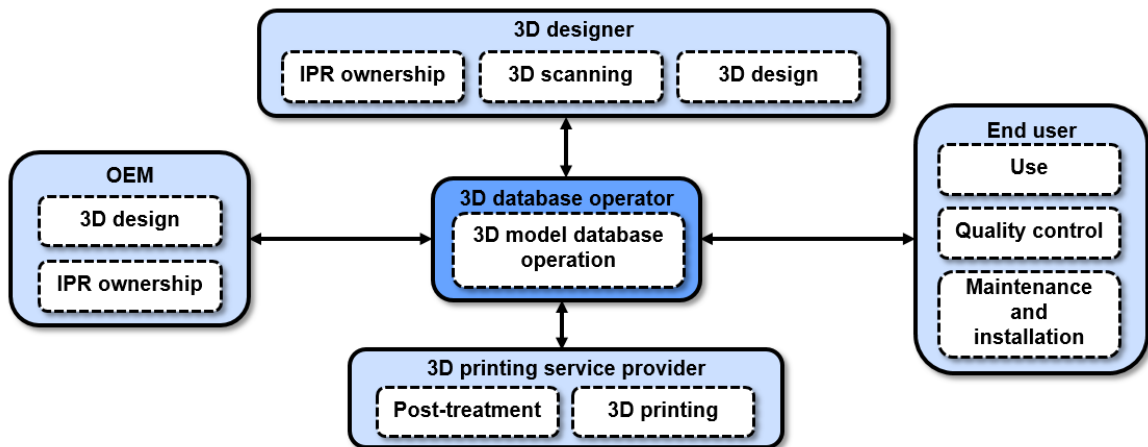 3D designer
IPR ownership
3D scanning
3D design
OEM
3D design
IPR ownership
3D database operator
3D model database
operation
End user
Use
Quality control
Maintenance
and
installation
3D printing service provider
Post-treatment
3D printing